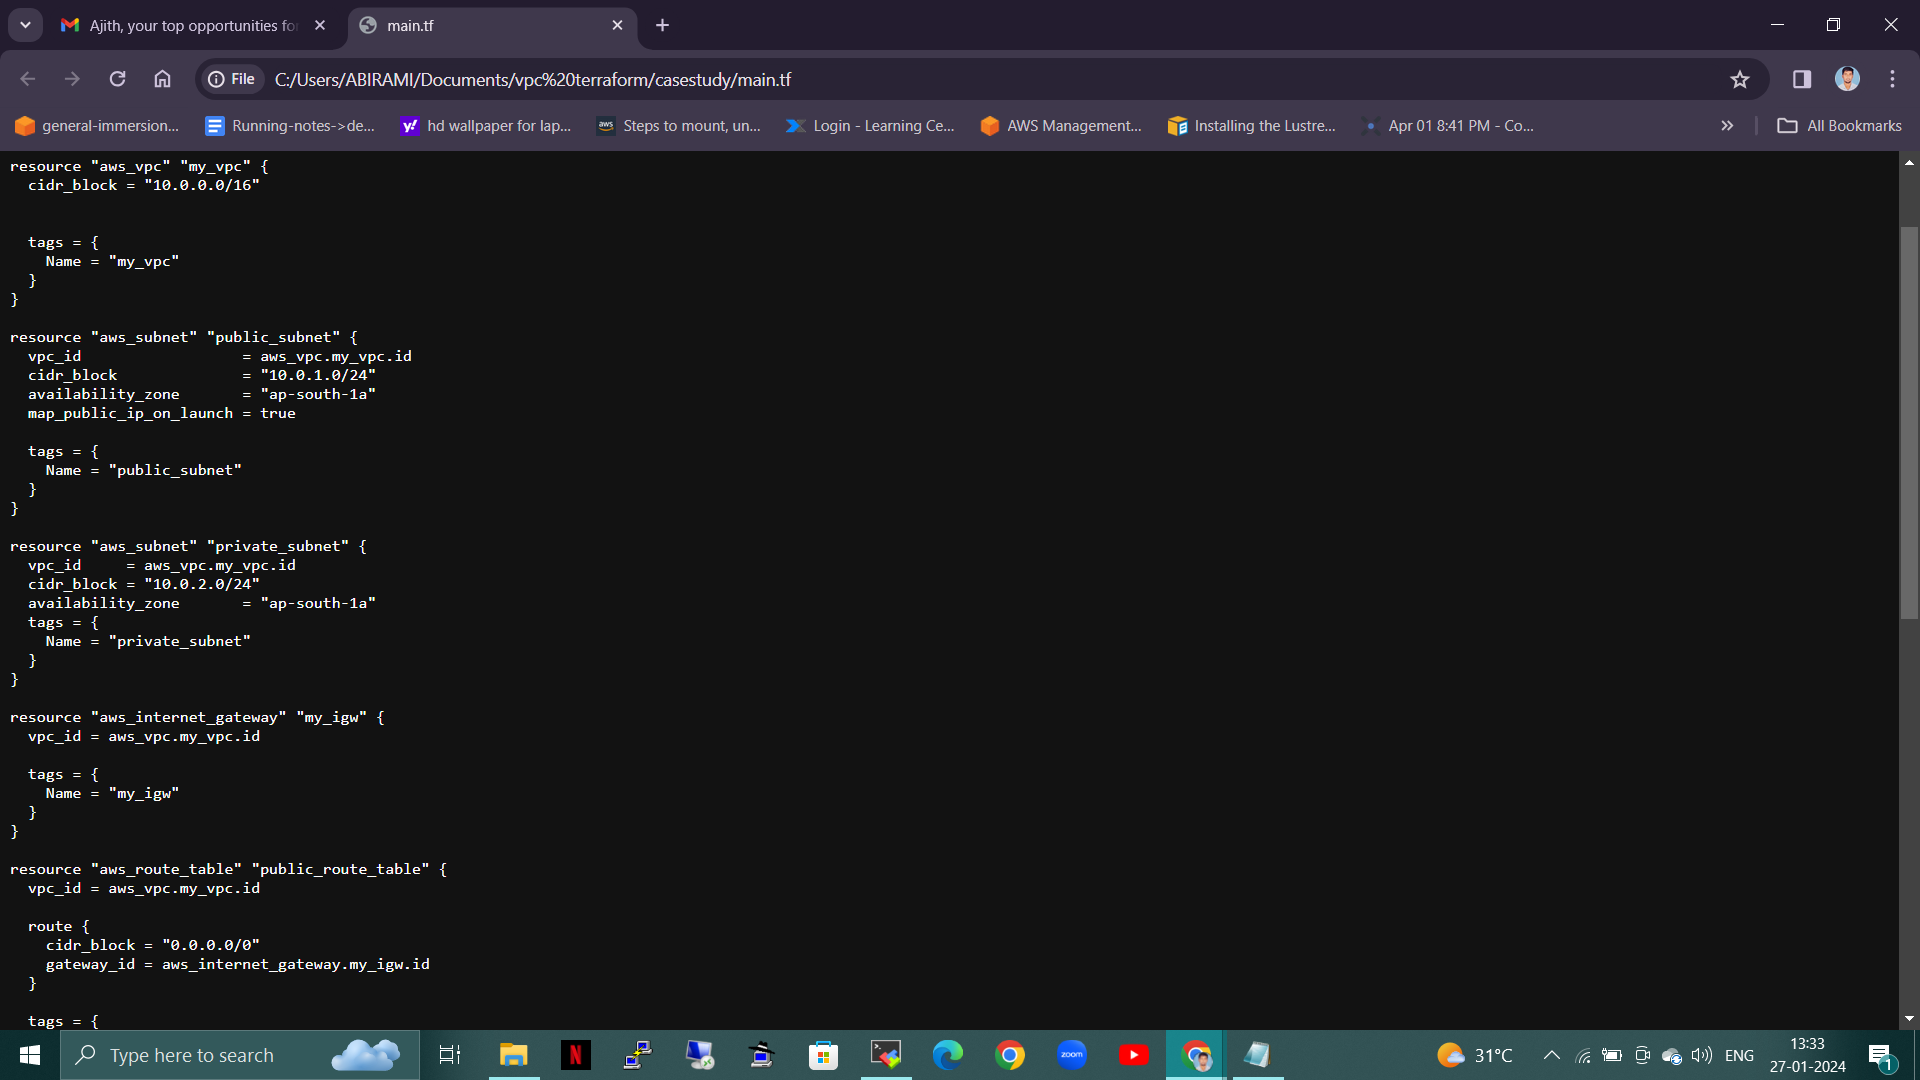 Ajith, your top opportunities fo
main.tf
File
C:/Users/ABIRAMI/Documents/vpc%20terraform/casestudy/main.tf
general-immersion...
Running-notes->de...
hd wallpaper for lap...
aws
Steps to mount, un...
Login - Learning Ce...
AWS Management...
Installing the Lustre...
Apr 01 8:41 PM - Co...
All Bookmarks
resource "aws_vpc" "my_vpc" {
  cidr_block = "10.0.0.0/16"
  tags = {
    Name = "my_vpc"
  }
}
resource "aws_subnet" "public_subnet" {
  vpc_id                  = aws_vpc.my_vpc.id
  cidr_block              = "10.0.1.0/24"
  availability_zone       = "ap-south-1a"
  map_public_ip_on_launch = true
  tags = {
    Name = "public_subnet"
  }
}
resource "aws_subnet" "private_subnet" {
  vpc_id     = aws_vpc.my_vpc.id
  cidr_block = "10.0.2.0/24"
  availability_zone       = "ap-south-1a"
  tags = {
    Name = "private_subnet"
  }
}
resource "aws_internet_gateway" "my_igw" {
  vpc_id = aws_vpc.my_vpc.id
  tags = {
    Name = "my_igw"
  }
}
resource "aws_route_table" "public_route_table" {
  vpc_id = aws_vpc.my_vpc.id
  route {
    cidr_block = "0.0.0.0/0"
    gateway_id = aws_internet_gateway.my_igw.id
  }
  tags = {
Type here to search
N
zoom
31°C
ENG
13:33
27-01-2024
1